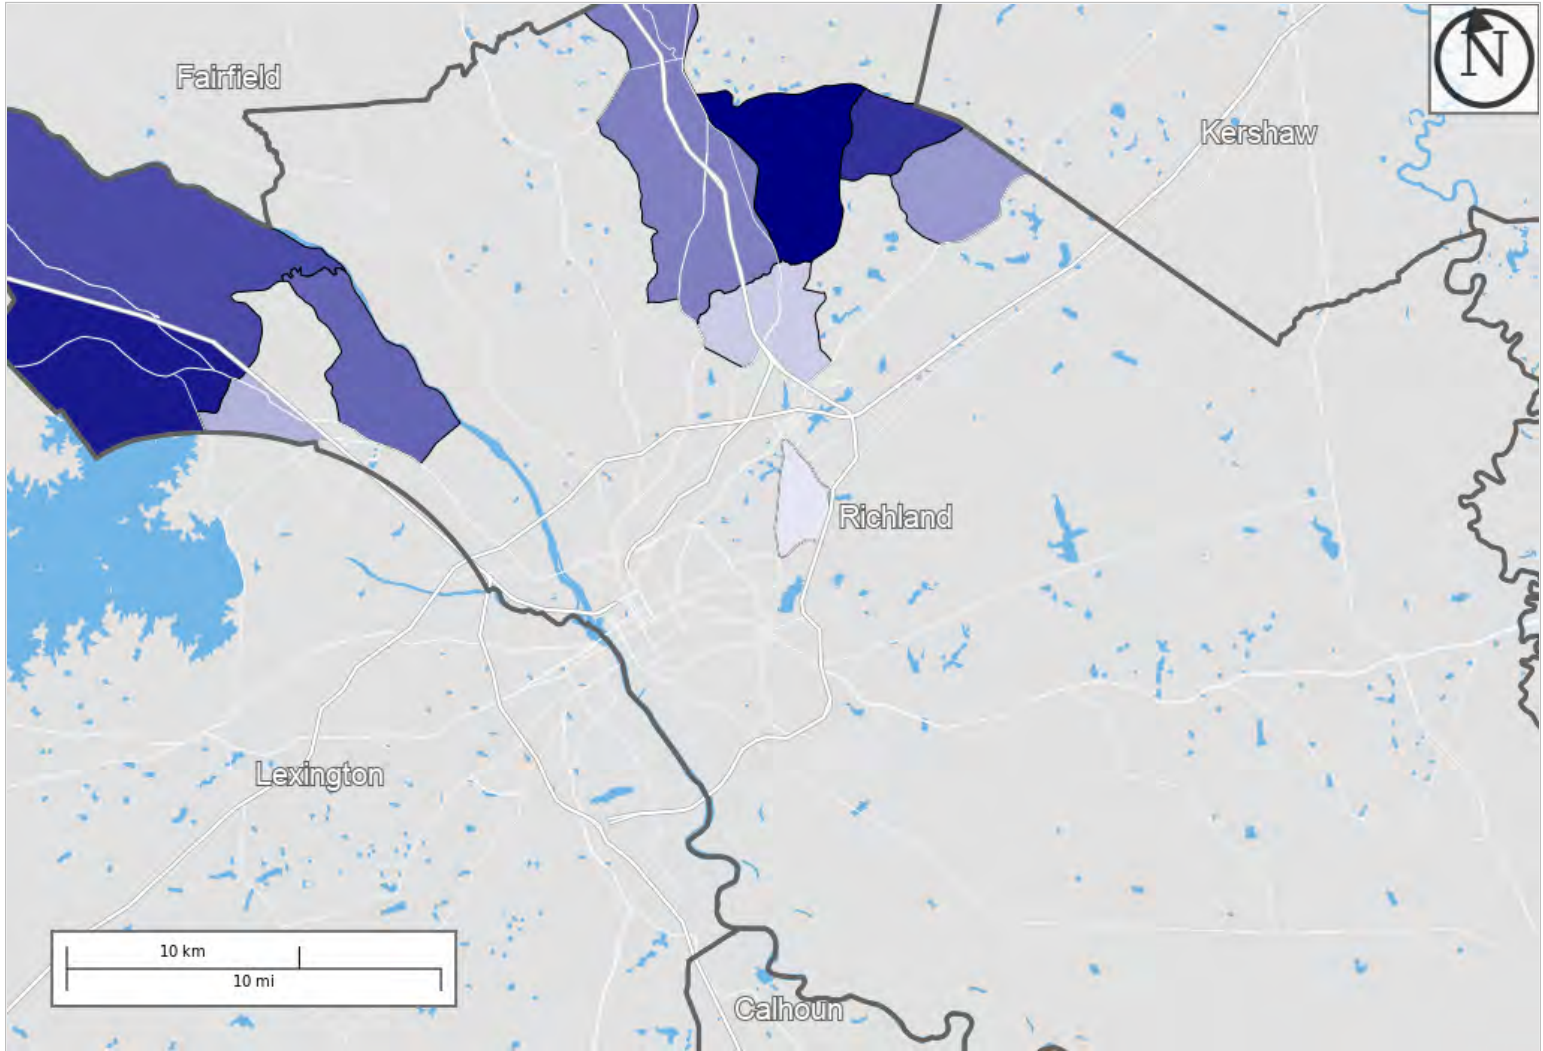 N
Fairfield
Kershaw
Richland
Lexington
10 km
10 mi
Calhoun